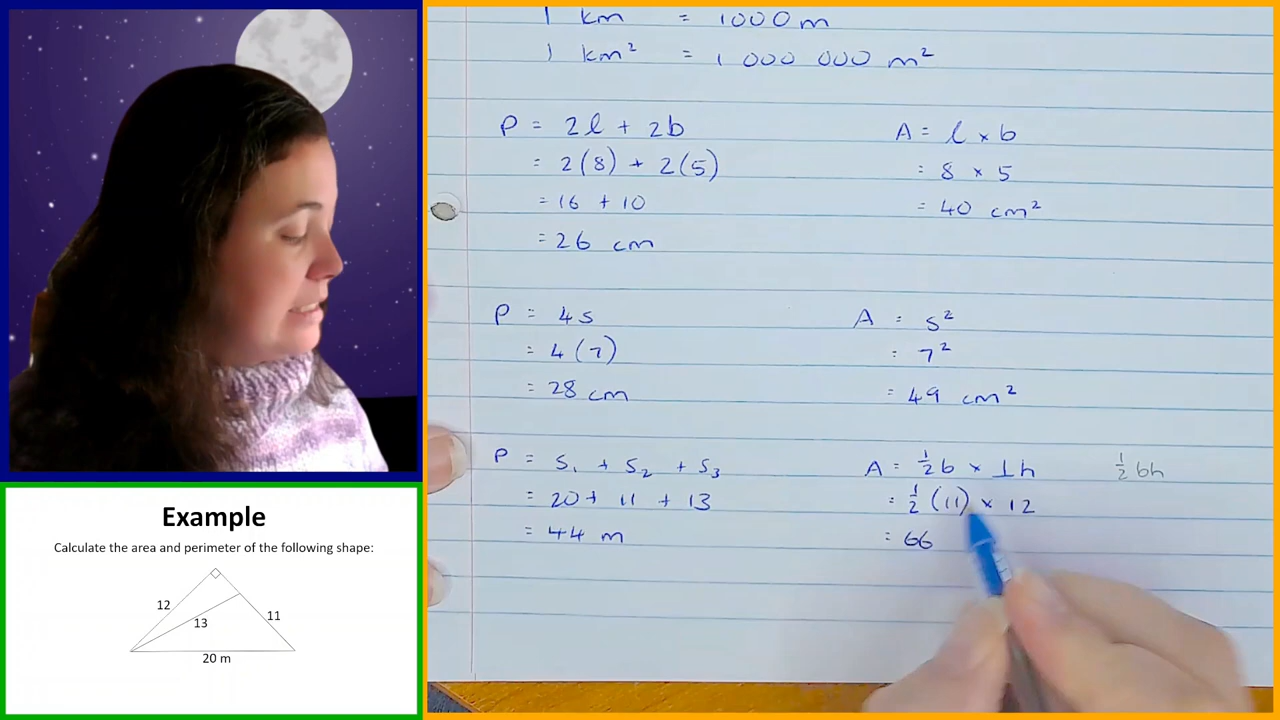 1 km = 1000 m
1 km² = 1 000 000 m²
P = 2l + 2b
= 2(8) + 2(5)
= 16 + 10
= 26 cm
A = l × b
= 8 × 5
= 40 cm²
P = 4s
= 4(7)
= 28 cm
A = s²
= 7²
= 49 cm²
P = s₁ + s₂ + s₃
= 20 + 11 + 13
= 44 m
A = ½b × ⊥h
½bh
= ½(11) × 12
= 66
Example
Calculate the area and perimeter of the following shape:
12
13
11
20 m